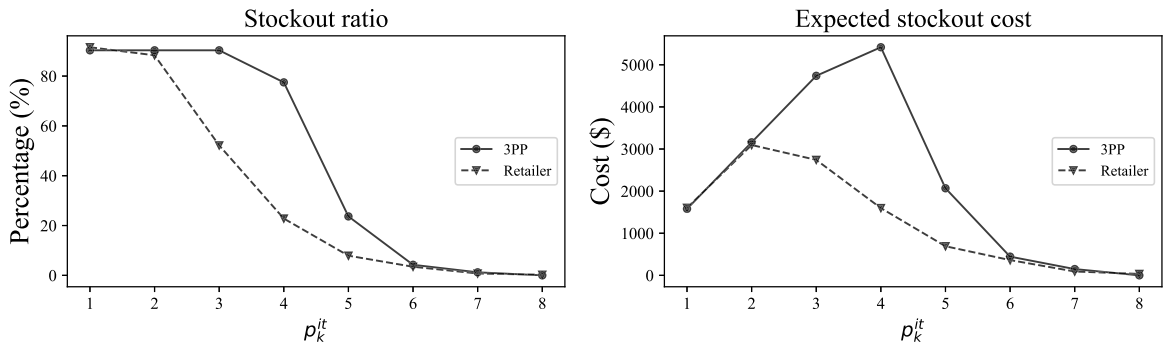 Stockout ratio
Percentage (%)
80
60
40
20
0
1 2 3 4 5 6 7 8
p_k^{it}
3PP
Retailer
Expected stockout cost
Cost ($)
5000
4000
3000
2000
1000
0
1 2 3 4 5 6 7 8
p_k^{it}
3PP
Retailer